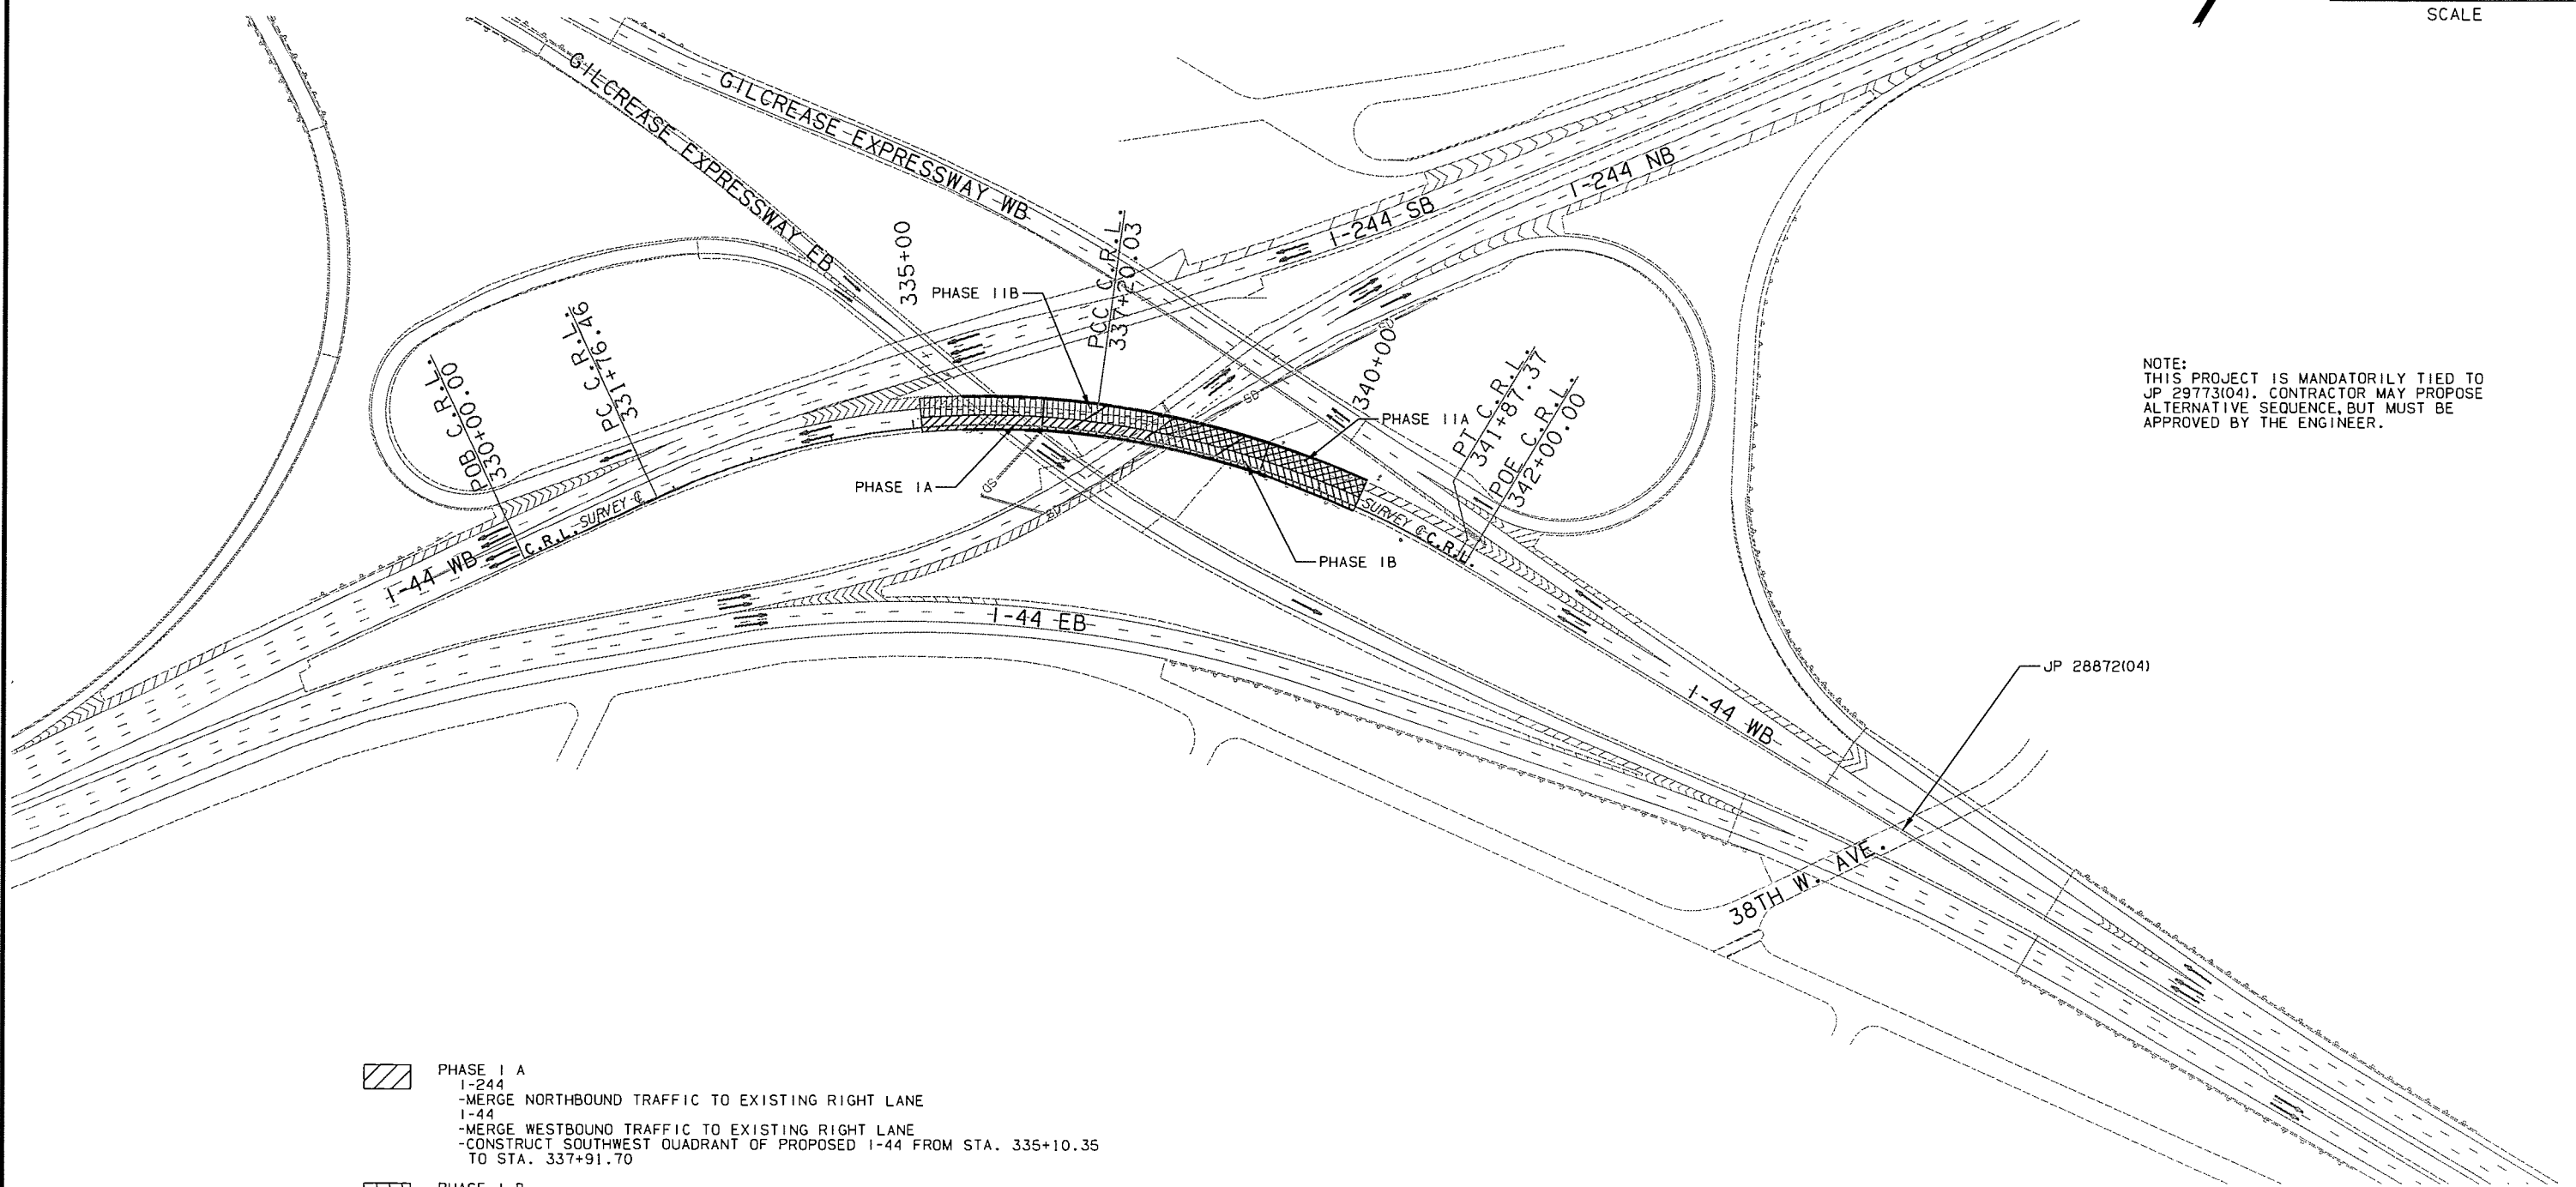 SCALE
GILCREASE EXPRESSWAY EB
GILCREASE EXPRESSWAY WB
I-244 NB
I-244 SB
335+00
PHASE IIB
PCC C.R.L.
337+20.03
POB C.R.L.
330+00.00
PC C.R.L.
331+76.46
340+00
PHASE IIA
PT C.R.L.
341+87.37
POE C.R.L.
342+00.00
NOTE:
THIS PROJECT IS MANDATORILY TIED TO
JP 29773(04). CONTRACTOR MAY PROPOSE
ALTERNATIVE SEQUENCE, BUT MUST BE
APPROVED BY THE ENGINEER.
SD
SD
SD
SD
PHASE IA
PHASE IB
C.R.L. SURVEY ℄
SURVEY ℄ C.R.L.
I-44 WB
I-44 EB
I-44 WB
JP 28872(04)
38TH W. AVE.
PHASE I A
I-244
-MERGE NORTHBOUND TRAFFIC TO EXISTING RIGHT LANE
I-44
-MERGE WESTBOUND TRAFFIC TO EXISTING RIGHT LANE
-CONSTRUCT SOUTHWEST QUADRANT OF PROPOSED I-44 FROM STA. 335+10.35
TO STA. 337+91.70
PHASE I B